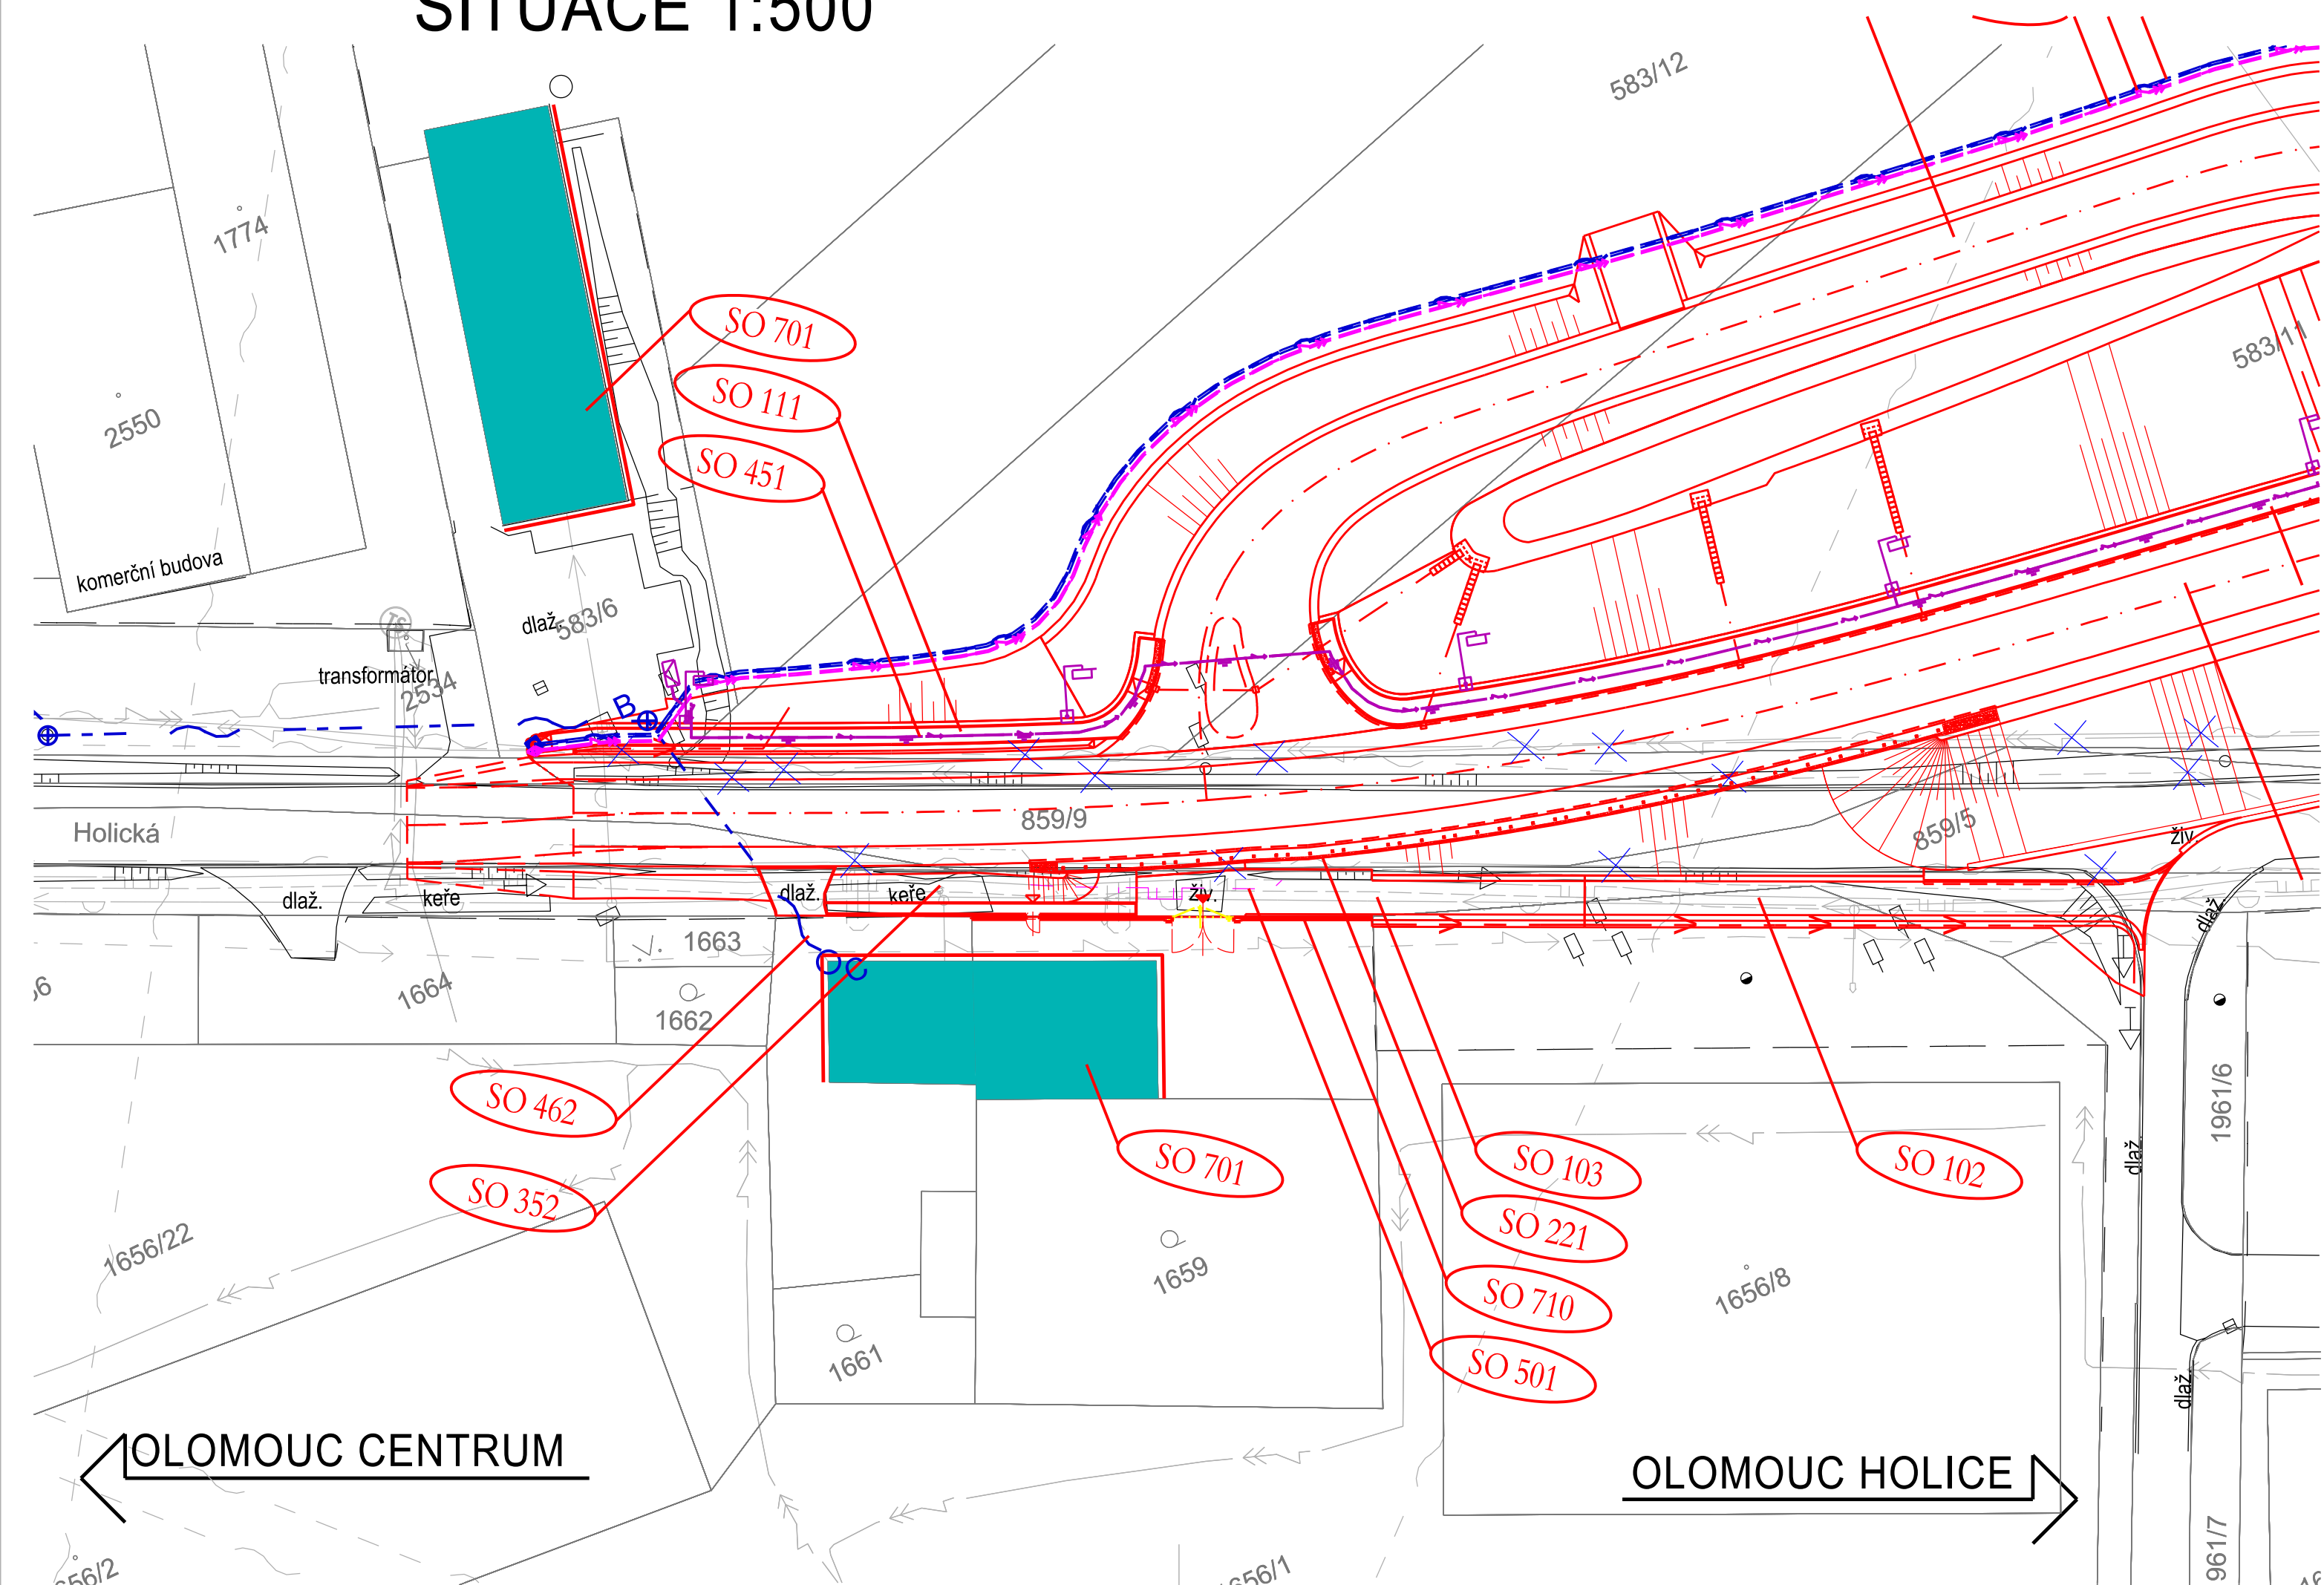 SITUACE 1:500
583/12
1774
SO 701
583/11
SO 111
2550
SO 451
komerční budova
dlaž.
583/6
TS
transformátor
2534
B
Holická
859/9
859/5
živ.
dlaž.
keře
dlaž.
keře
živ.
dlaž.
1663
1664
1662
C
SO 462
SO 701
SO 103
SO 102
1961/6
dlaž.
SO 352
SO 221
1656/22
1659
1656/8
SO 710
1661
SO 501
dlaž.
OLOMOUC CENTRUM
OLOMOUC HOLICE